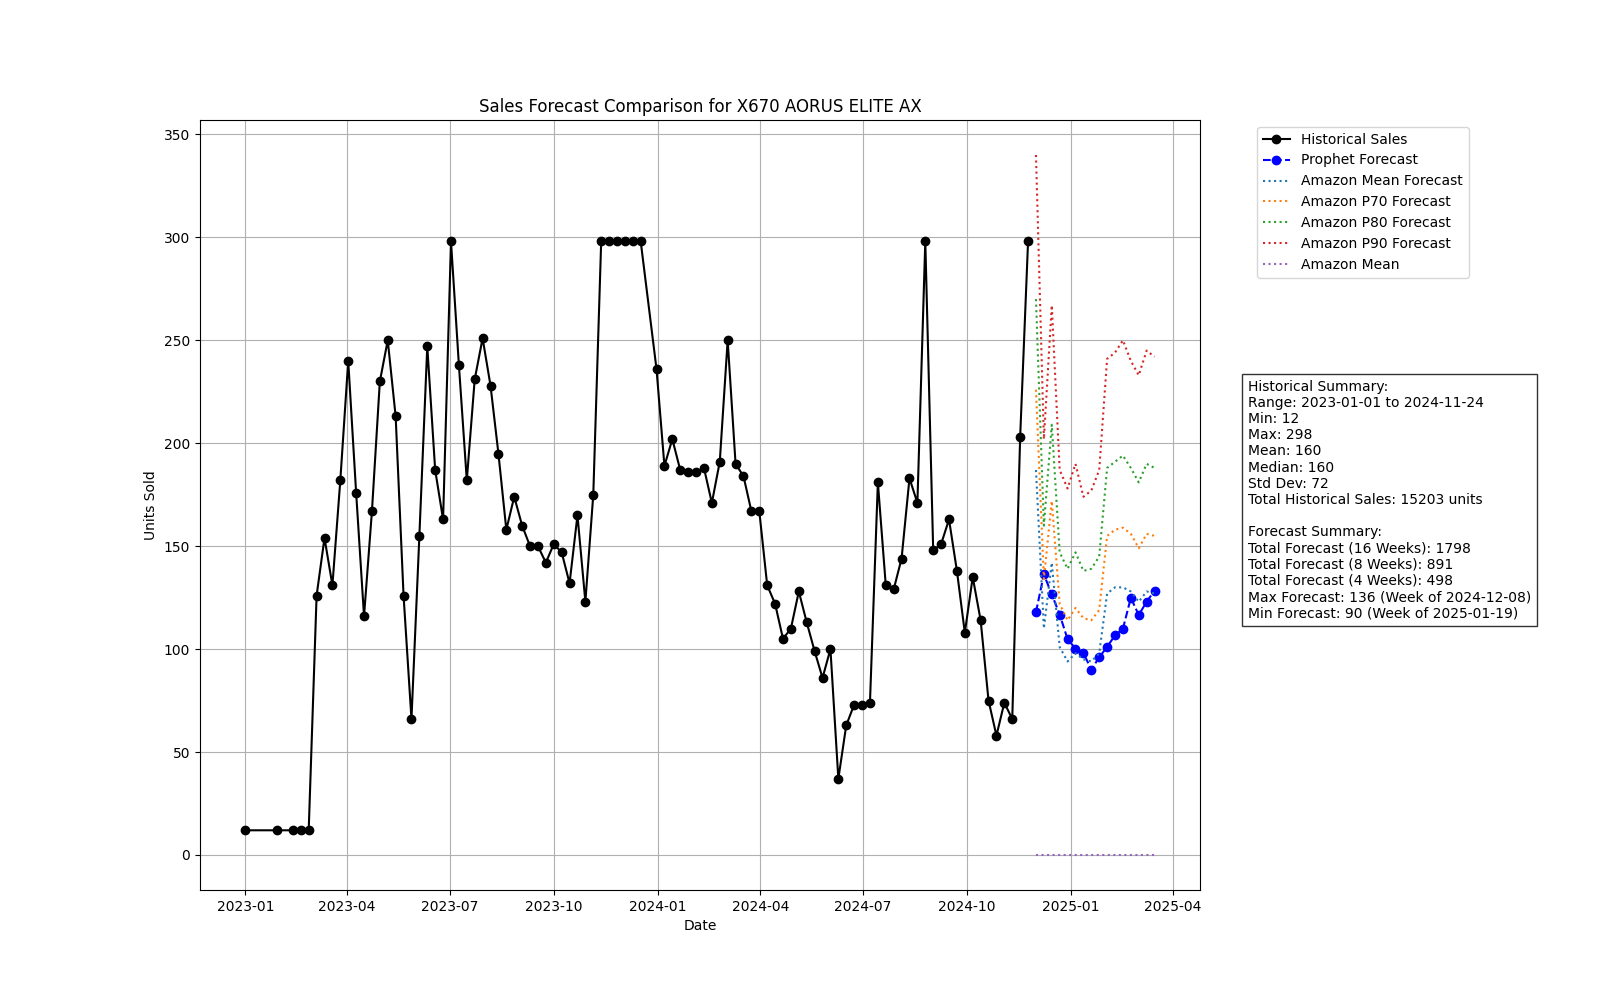 Sales Forecast Comparison for X670 AORUS ELITE AX
350
300
250
200
150
100
50
0
Units Sold
2023-01
2023-04
2023-07
2023-10
2024-01
2024-04
2024-07
2024-10
2025-01
2025-04
Date
Historical Sales
Prophet Forecast
Amazon Mean Forecast
Amazon P70 Forecast
Amazon P80 Forecast
Amazon P90 Forecast
Amazon Mean
Historical Summary:
Range: 2023-01-01 to 2024-11-24
Min: 12
Max: 298
Mean: 160
Median: 160
Std Dev: 72
Total Historical Sales: 15203 units
Forecast Summary:
Total Forecast (16 Weeks): 1798
Total Forecast (8 Weeks): 891
Total Forecast (4 Weeks): 498
Max Forecast: 136 (Week of 2024-12-08)
Min Forecast: 90 (Week of 2025-01-19)